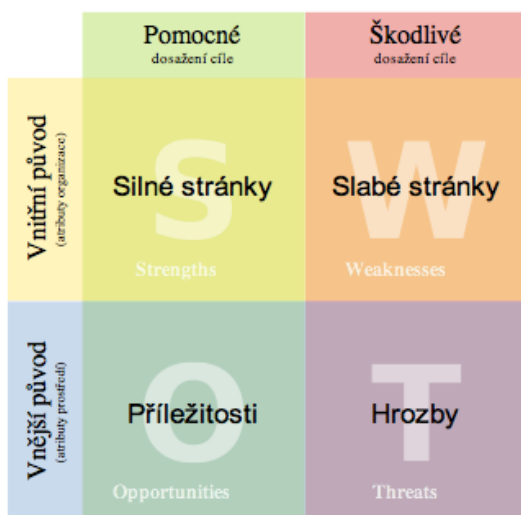 Pomocné
dosažení cíle
Škodlivé
dosažení cíle
Vnitřní původ
(atributy organizace)
S
Silné stránky
Strengths
W
Slabé stránky
Weaknesses
Vnější původ
(atributy prostředí)
O
Příležitosti
Opportunities
T
Hrozby
Threats